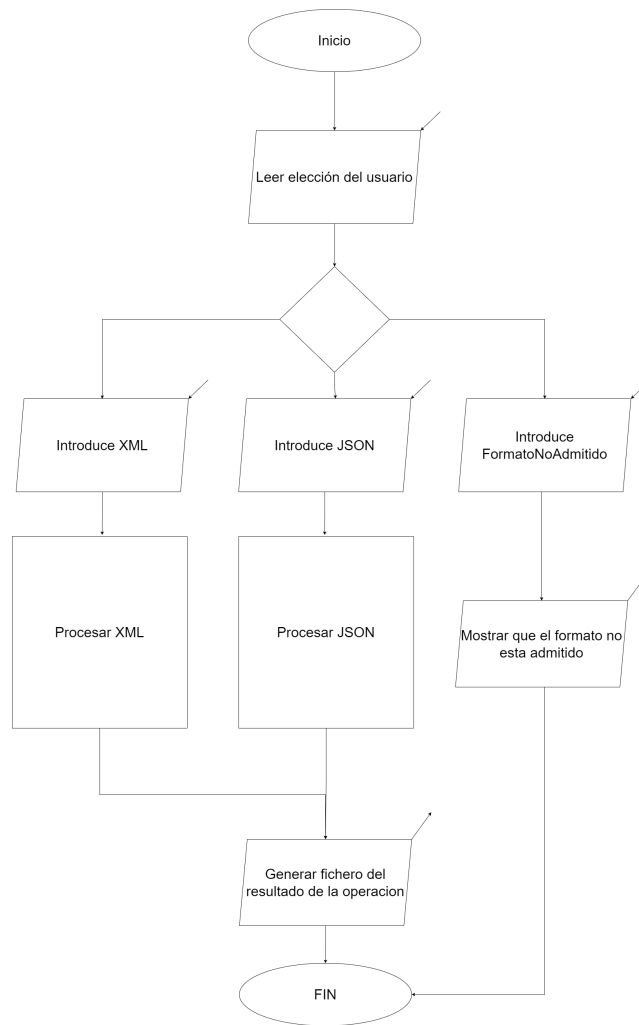 Inicio
Leer elección del usuario
Introduce XML
Introduce JSON
Introduce
FormatoNoAdmitido
Procesar XML
Procesar JSON
Mostrar que el formato no
esta admitido
Generar fichero del
resultado de la operacion
FIN